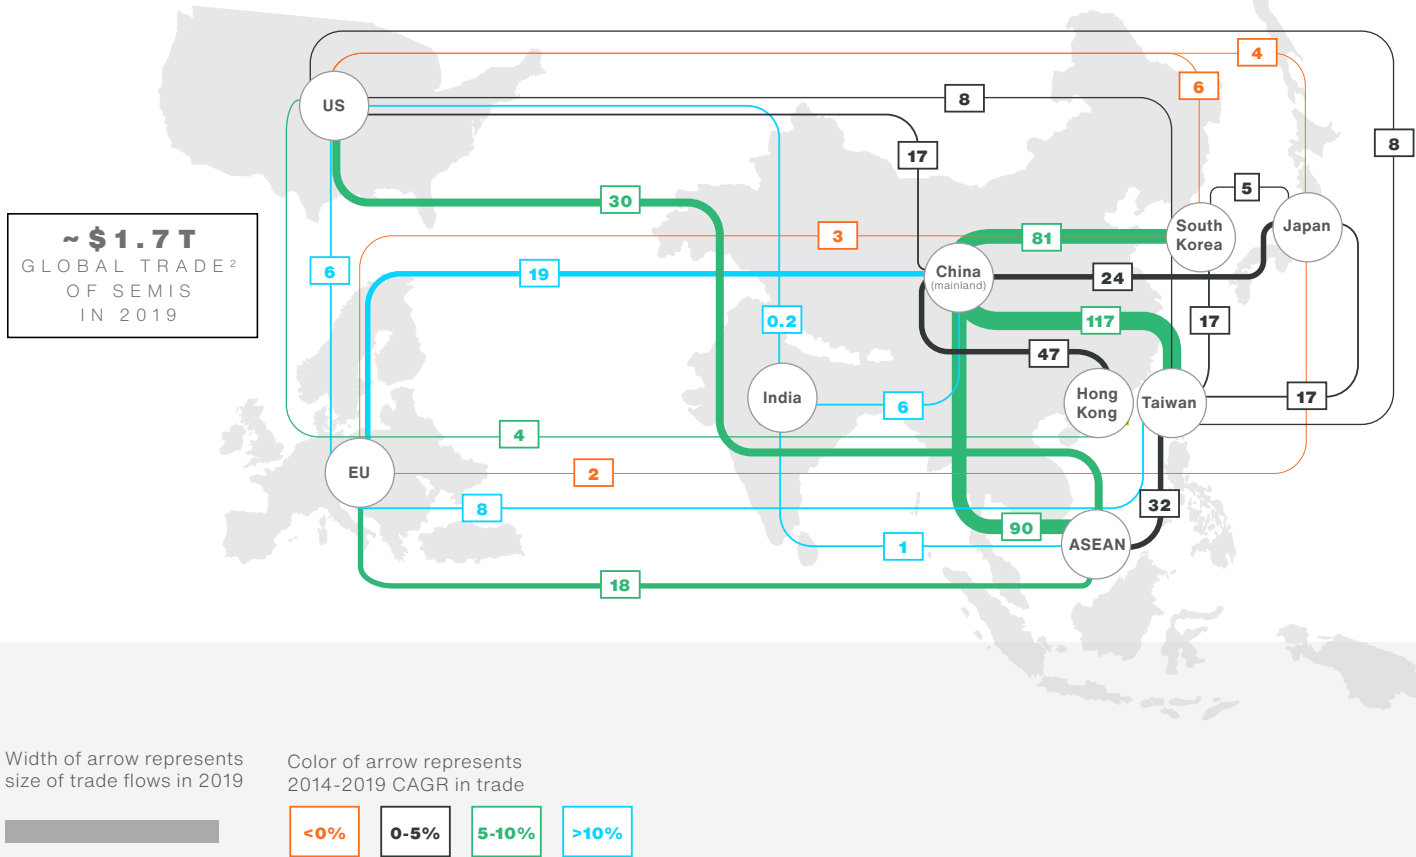 4
6
US
8
8
17
5
30
South
Korea
Japan
~$1.7T
GLOBAL TRADE²
OF SEMIS
IN 2019
3
81
6
19
China
(mainland)
24
0.2
117
17
47
India
6
Hong
Kong
Taiwan
17
4
EU
2
8
32
90
1
ASEAN
18
Width of arrow represents
size of trade flows in 2019
Color of arrow represents
2014-2019 CAGR in trade
<0%
0-5%
5-10%
>10%